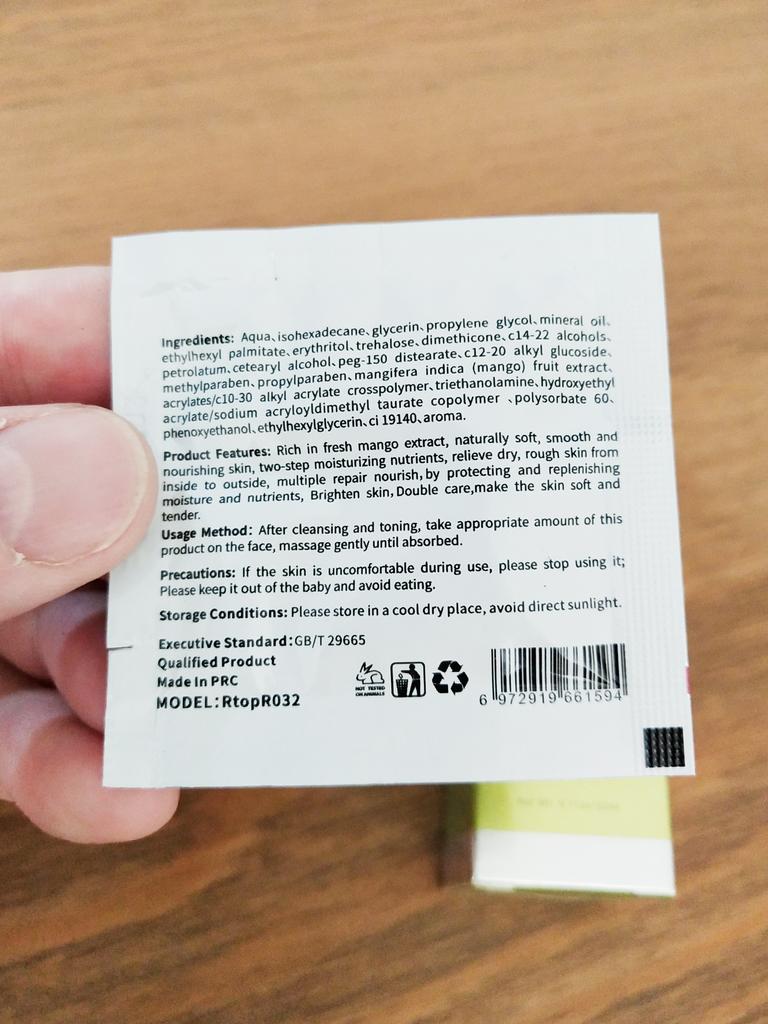 Ingredients: Aqua、isohexadecane、glycerin、propylene glycol、mineral oil、
ethylhexyl palmitate、erythritol、trehalose、dimethicone、c14-22 alcohols、
petrolatum、cetearyl alcohol、peg-150 distearate、c12-20 alkyl glucoside、
methylparaben、propylparaben、mangifera indica (mango) fruit extract、
acrylates/c10-30 alkyl acrylate crosspolymer、triethanolamine、hydroxyethyl
acrylate/sodium acryloyldimethyl taurate copolymer 、polysorbate 60、
phenoxyethanol、ethylhexylglycerin、ci 19140、aroma.
Product Features: Rich in fresh mango extract, naturally soft, smooth and
nourishing skin, two-step moisturizing nutrients, relieve dry, rough skin from
inside to outside, multiple repair nourish, by protecting and replenishing
moisture and nutrients, Brighten skin, Double care,make the skin soft and
tender.
Usage Method: After cleansing and toning, take appropriate amount of this
product on the face, massage gently until absorbed.
Precautions: If the skin is uncomfortable during use, please stop using it;
Please keep it out of the baby and avoid eating.
Storage Conditions: Please store in a cool dry place, avoid direct sunlight.
Executive Standard:GB/T 29665
Qualified Product
Made In PRC
MODEL:RtopR032
NOT TESTED
ON ANIMALS
6 972919 661594